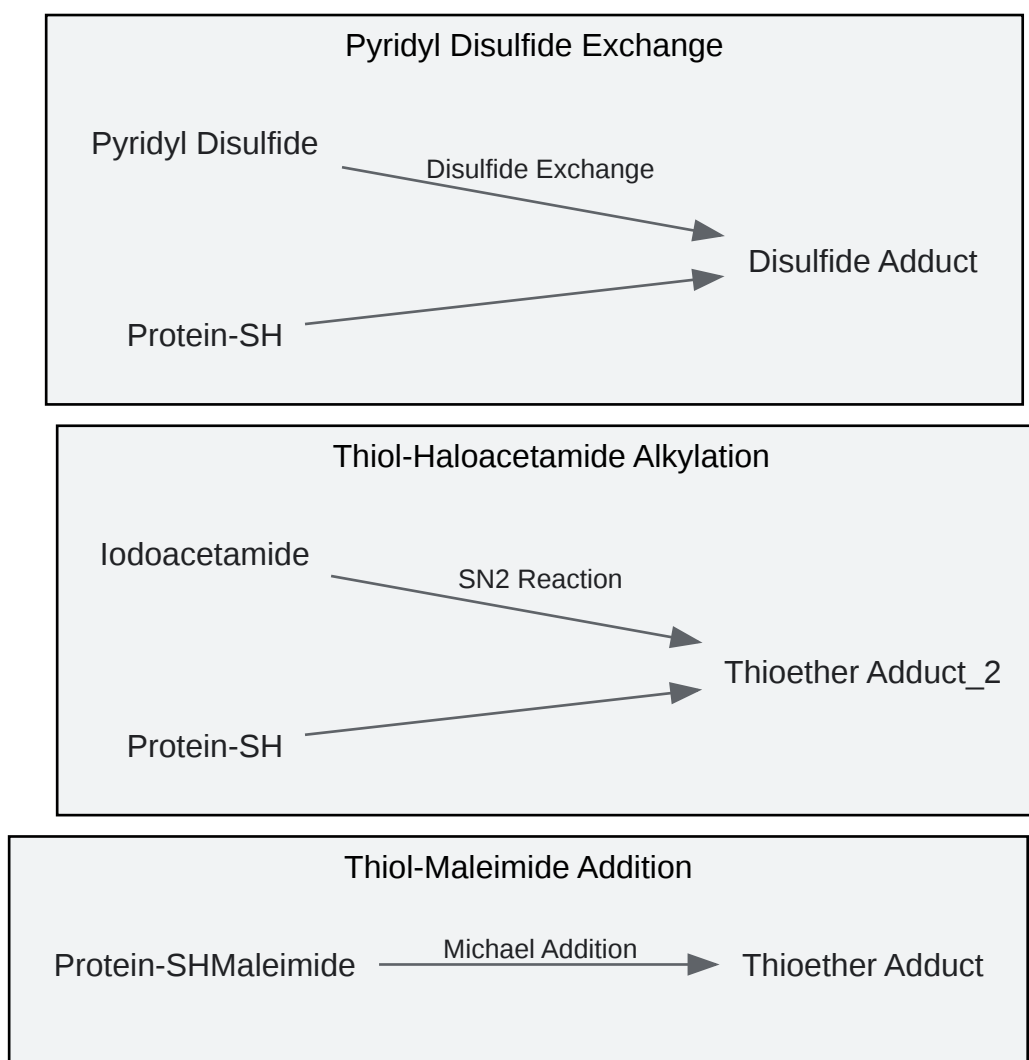 Pyridyl Disulfide Exchange
Pyridyl Disulfide
Disulfide Exchange
Disulfide Adduct
Protein-SH
Thiol-Haloacetamide Alkylation
Iodoacetamide
SN2 Reaction
Thioether Adduct_2
Protein-SH
Thiol-Maleimide Addition
Protein-SHMaleimide
Michael Addition
Thioether Adduct